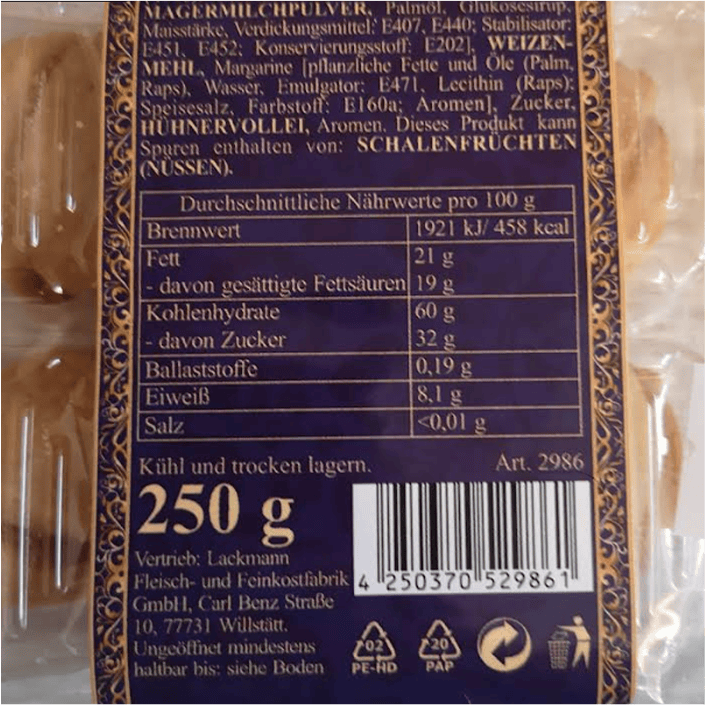 MAGERMILCHPULVER, Palmöl, Glukosesirup,
Maisstärke, Verdickungsmittel: E407, E440; Stabilisator:
E451, E452; Konservierungsstoff: E202], WEIZEN-
MEHL, Margarine [pflanzliche Fette und Öle (Palm,
Raps), Wasser, Emulgator: E471, Lecithin (Raps);
Speisesalz, Farbstoff: E160a; Aromen], Zucker,
HÜHNERVOLLEI, Aromen. Dieses Produkt kann
Spuren enthalten von: SCHALENFRÜCHTEN
(NÜSSEN).
Durchschnittliche Nährwerte pro 100 g
Brennwert 1921 kJ/ 458 kcal
Fett 21 g
- davon gesättigte Fettsäuren 19 g
Kohlenhydrate 60 g
- davon Zucker 32 g
Ballaststoffe 0,19 g
Eiweiß 8,1 g
Salz <0,01 g
Kühl und trocken lagern. Art. 2986
250 g
Vertrieb: Lackmann
Fleisch- und Feinkostfabrik
GmbH, Carl Benz Straße
10, 77731 Willstätt.
Ungeöffnet mindestens
haltbar bis: siehe Boden
4 250370 529861
02 20
PE-HD PAP